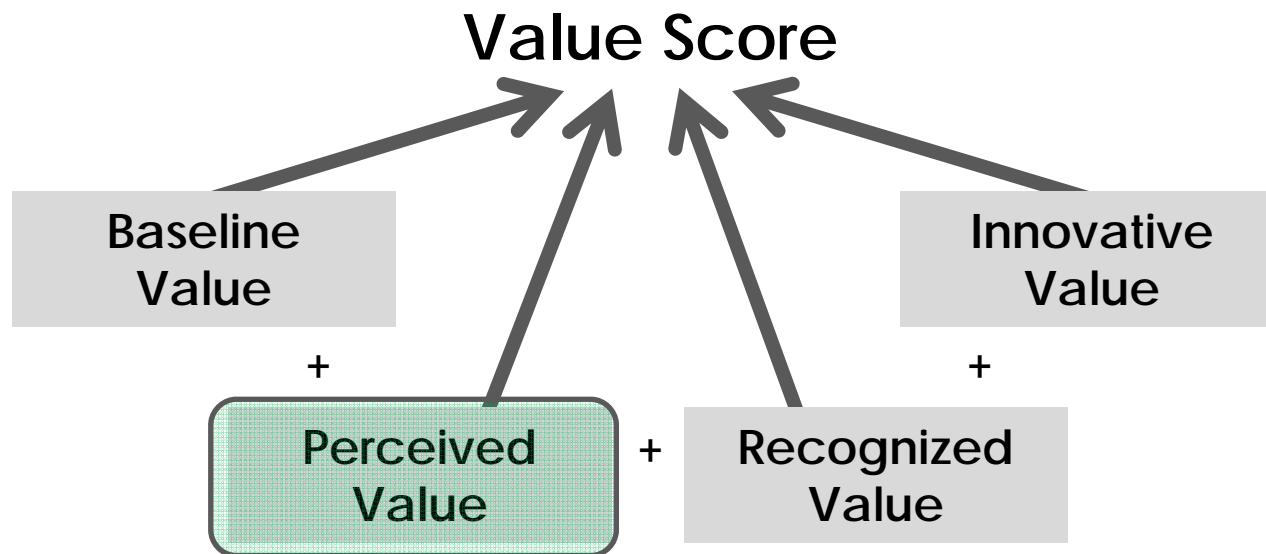 Value Score
Baseline
Value
Innovative
Value
+
+
Perceived
Value
+
Recognized
Value